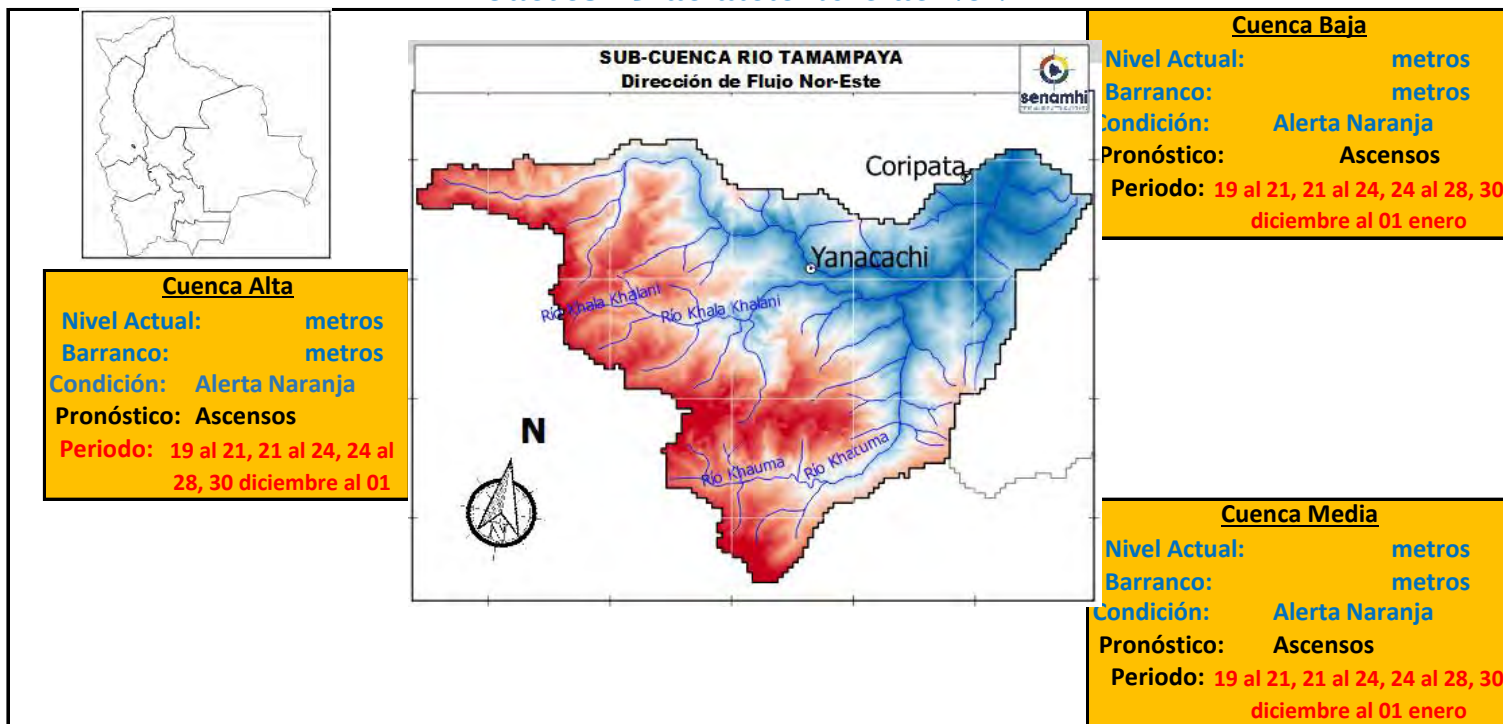 SUB-CUENCA RIO TAMAMPAYA
Dirección de Flujo Nor-Este
senamhi
Coripata
Yanacachi
Río Khala Khalani
Río Khala Khalani
Río Khauma
Río Khatuma
N
Cuenca Alta
Nivel Actual: metros
Barranco: metros
Condición: Alerta Naranja
Pronóstico: Ascensos
Periodo: 19 al 21, 21 al 24, 24 al
28, 30 diciembre al 01
Cuenca Baja
Nivel Actual: metros
Barranco: metros
Condición: Alerta Naranja
Pronóstico: Ascensos
Periodo: 19 al 21, 21 al 24, 24 al 28, 30
diciembre al 01 enero
Cuenca Media
Nivel Actual: metros
Barranco: metros
Condición: Alerta Naranja
Pronóstico: Ascensos
Periodo: 19 al 21, 21 al 24, 24 al 28, 30
diciembre al 01 enero